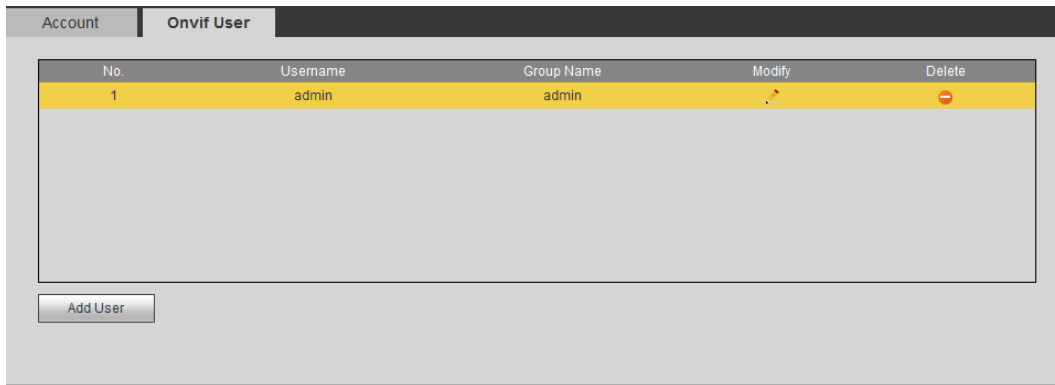 Account Onvif User
No. Username Group Name Modify Delete
1 admin admin
Add User